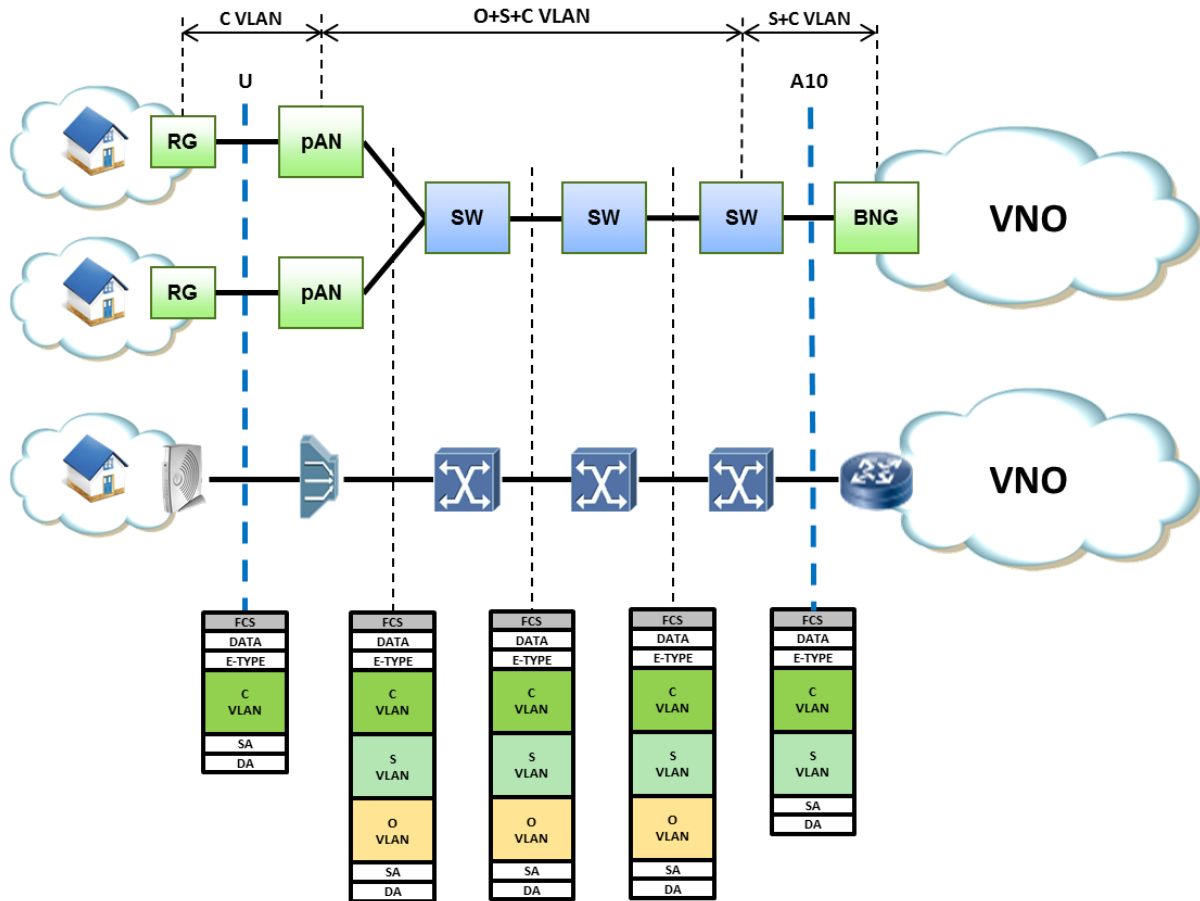 C VLAN
O+S+C VLAN
S+C VLAN
U
A10
RG
pAN
SW
SW
SW
BNG
VNO
RG
pAN
VNO
FCS
DATA
E-TYPE
C
VLAN
SA
DA
FCS
DATA
E-TYPE
C
VLAN
S
VLAN
O
VLAN
SA
DA
FCS
DATA
E-TYPE
C
VLAN
S
VLAN
O
VLAN
SA
DA
FCS
DATA
E-TYPE
C
VLAN
S
VLAN
O
VLAN
SA
DA
FCS
DATA
E-TYPE
C
VLAN
S
VLAN
SA
DA